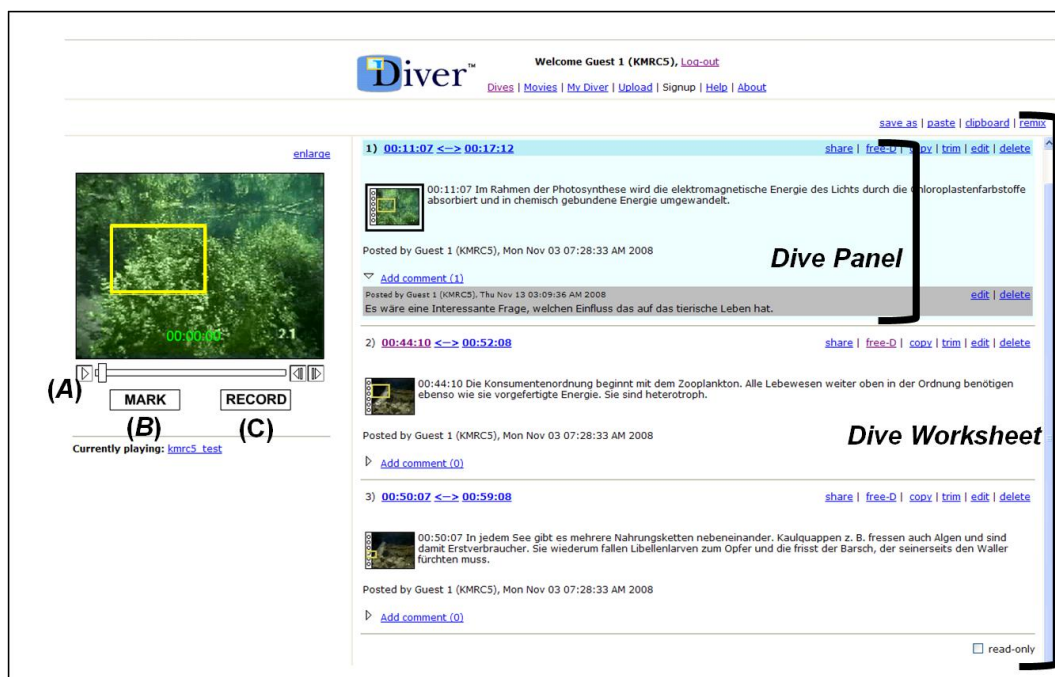 Diver™
Welcome Guest 1 (KMRC5), Log-out
Dives | Movies | My Diver | Upload | Signup | Help | About
save as | paste | clipboard | remix
enlarge
00:00:00 21
(A)
MARK RECORD
(B) (C)
Currently playing: kmrc5_test
1) 00:11:07 <—> 00:17:12 share | free-D | copy | trim | edit | delete
00:11:07 Im Rahmen der Photosynthese wird die elektromagnetische Energie des Lichts durch die Chloroplastenfarbstoffe
absorbiert und in chemisch gebundene Energie umgewandelt.
Posted by Guest 1 (KMRC5), Mon Nov 03 07:28:33 AM 2008
Dive Panel
Add comment (1)
Posted by Guest 1 (KMRC5), Thu Nov 13 03:09:36 AM 2008 edit | delete
Es wäre eine Interessante Frage, welchen Einfluss das auf das tierische Leben hat.
2) 00:44:10 <—> 00:52:08 share | free-D | copy | trim | edit | delete
00:44:10 Die Konsumentenordnung beginnt mit dem Zooplankton. Alle Lebewesen weiter oben in der Ordnung benötigen
ebenso wie sie vorgefertigte Energie. Sie sind heterotroph.
Posted by Guest 1 (KMRC5), Mon Nov 03 07:28:33 AM 2008
Dive Worksheet
Add comment (0)
3) 00:50:07 <—> 00:59:08 share | free-D | copy | trim | edit | delete
00:50:07 In jedem See gibt es mehrere Nahrungsketten nebeneinander. Kaulquappen z. B. fressen auch Algen und sind
damit Erstverbraucher. Sie wiederum fallen Libellenlarven zum Opfer und die frisst der Barsch, der seinerseits den Waller
fürchten muss.
Posted by Guest 1 (KMRC5), Mon Nov 03 07:28:33 AM 2008
Add comment (0)
read-only